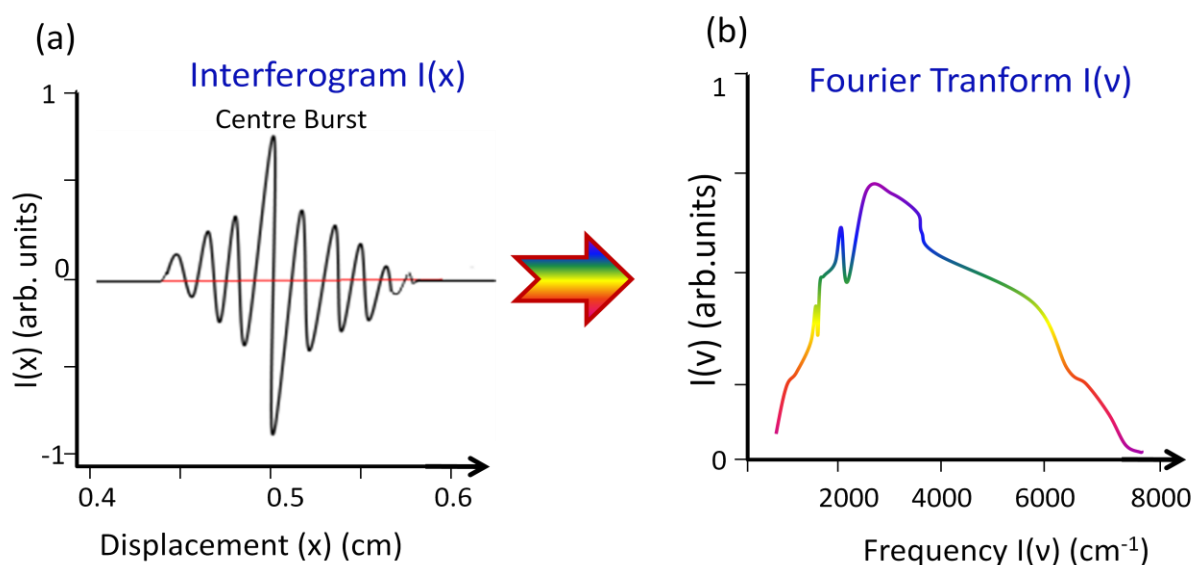 (a)
Interferogram I(x)
Centre Burst
1
0
-1
I(x) (arb. units)
0.4 0.5 0.6
Displacement (x) (cm)
(b)
Fourier Tranform I(ν)
1
0
I(ν) (arb.units)
2000 4000 6000 8000
Frequency I(ν) (cm⁻¹)